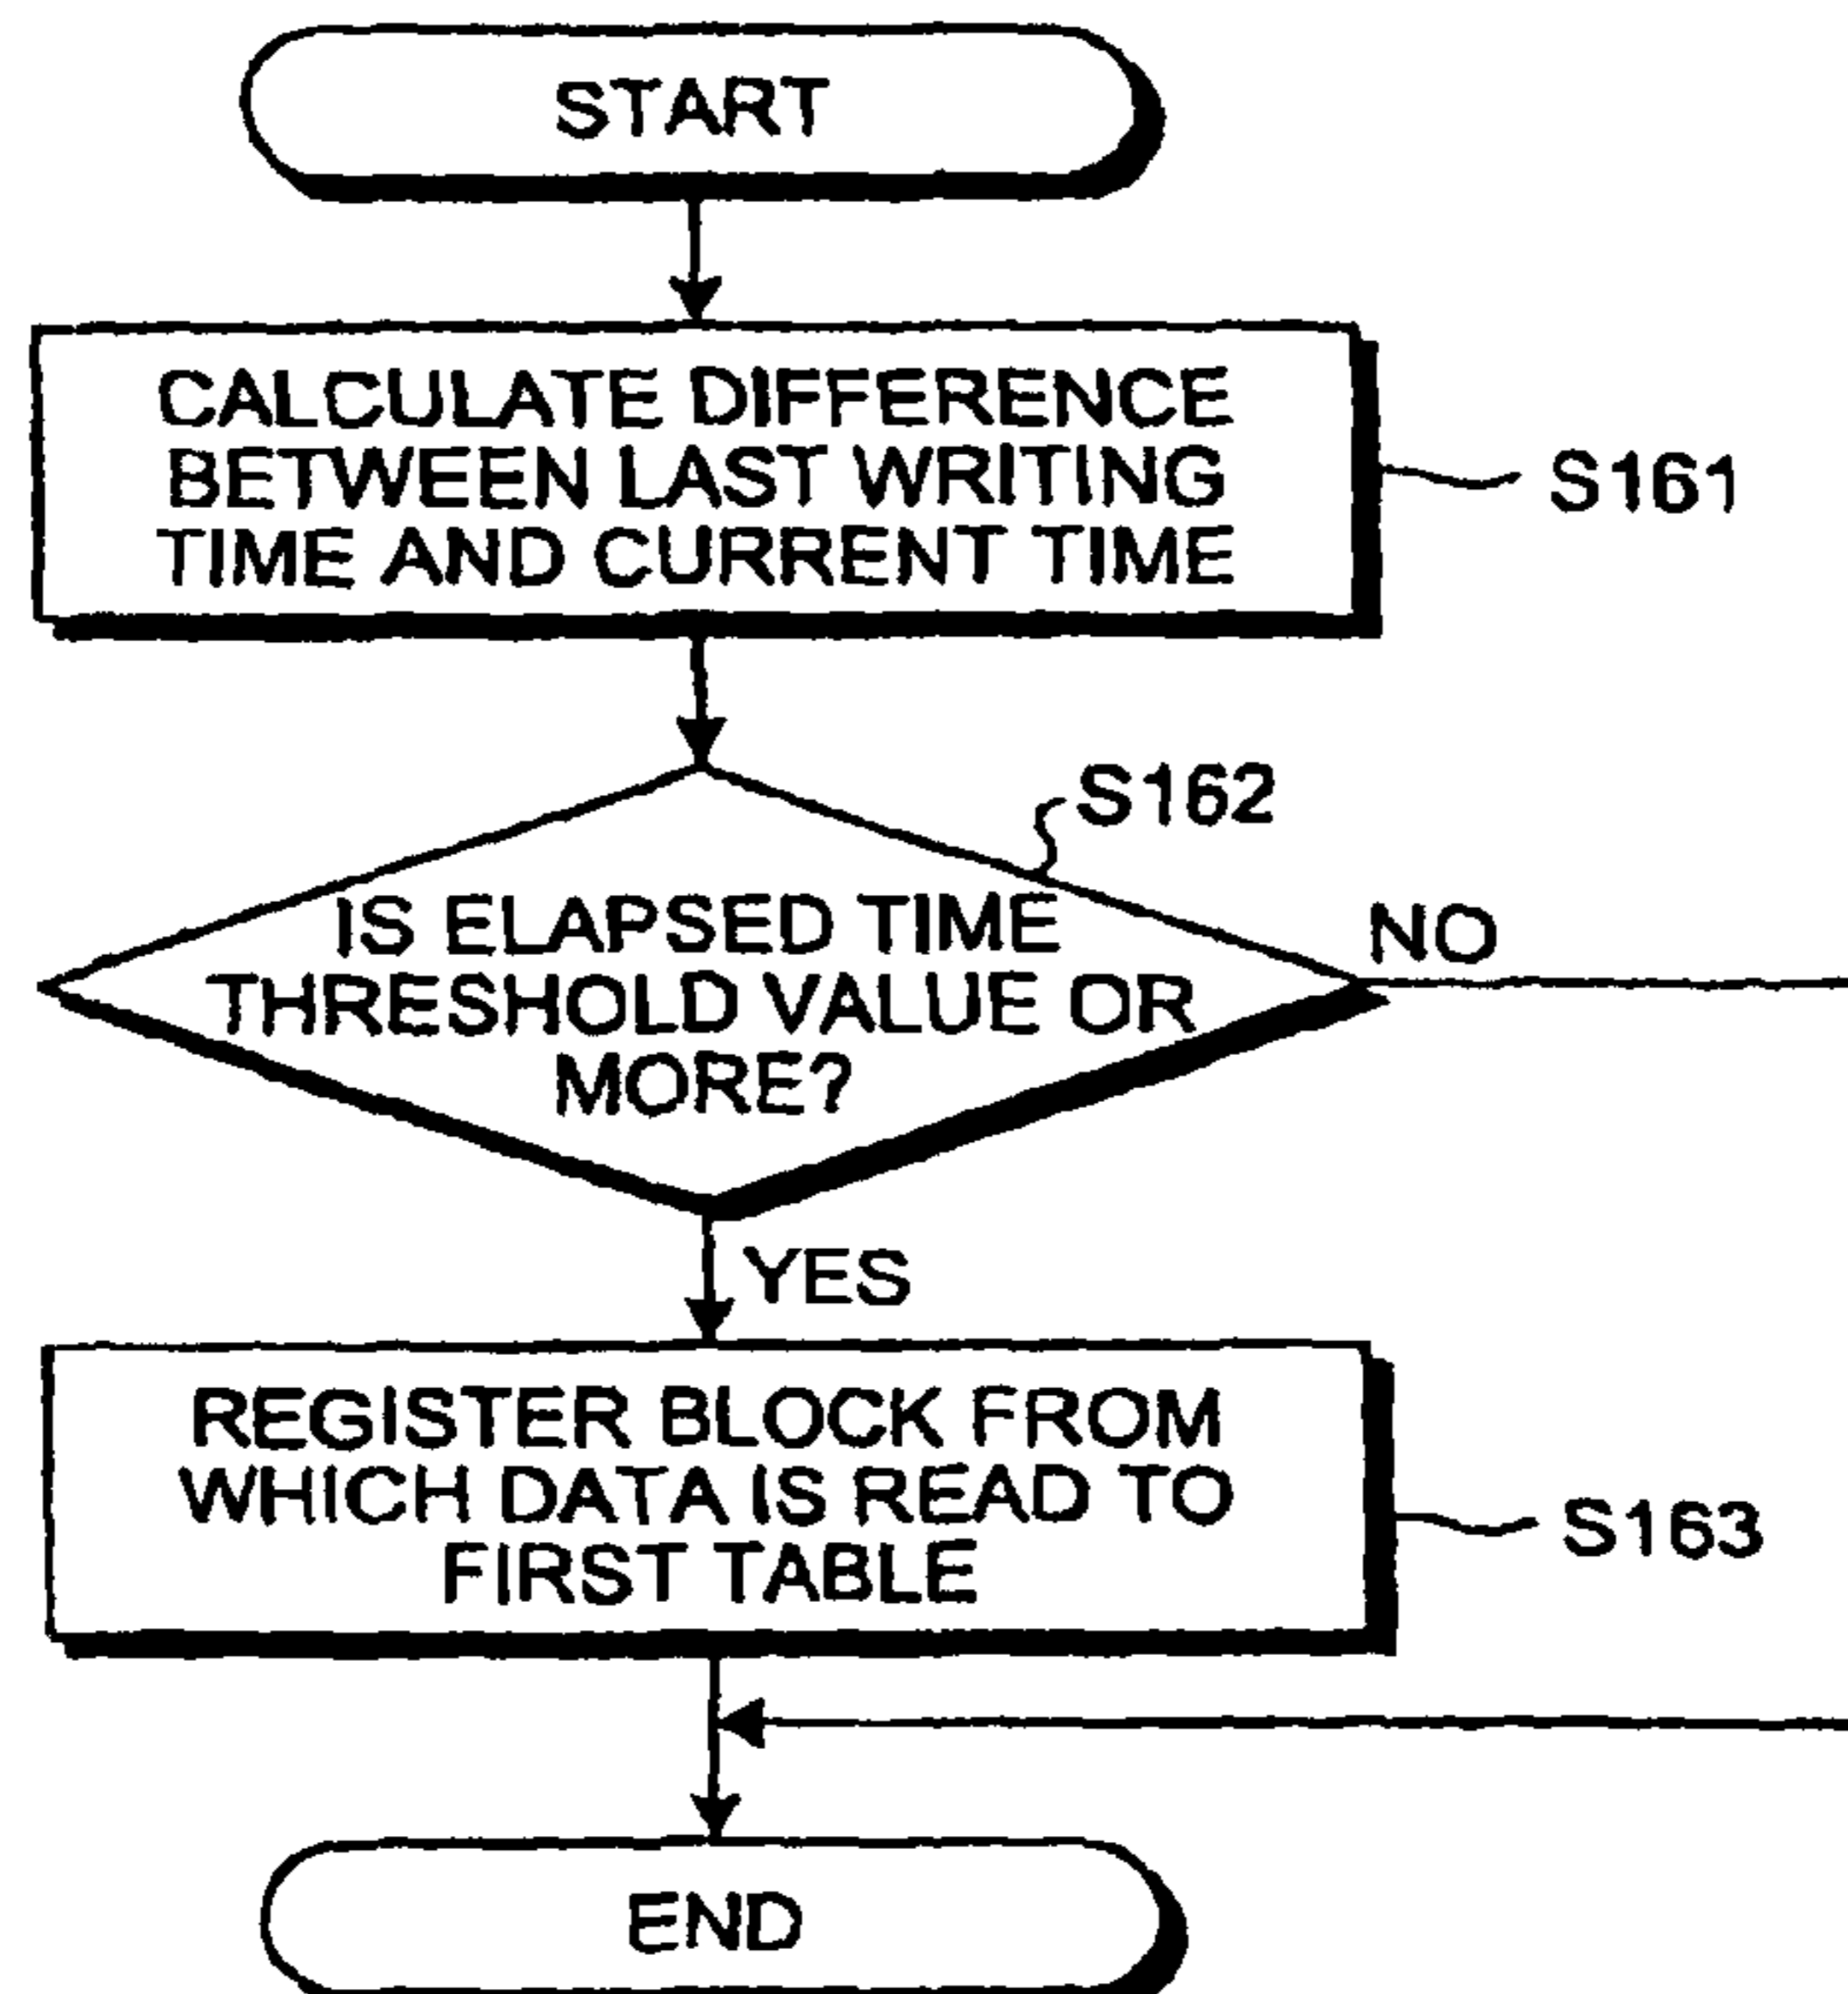 START
CALCULATE DIFFERENCE
BETWEEN LAST WRITING
TIME AND CURRENT TIME
S161
S162
IS ELAPSED TIME
THRESHOLD VALUE OR
MORE?
NO
YES
REGISTER BLOCK FROM
WHICH DATA IS READ TO
FIRST TABLE
S163
END